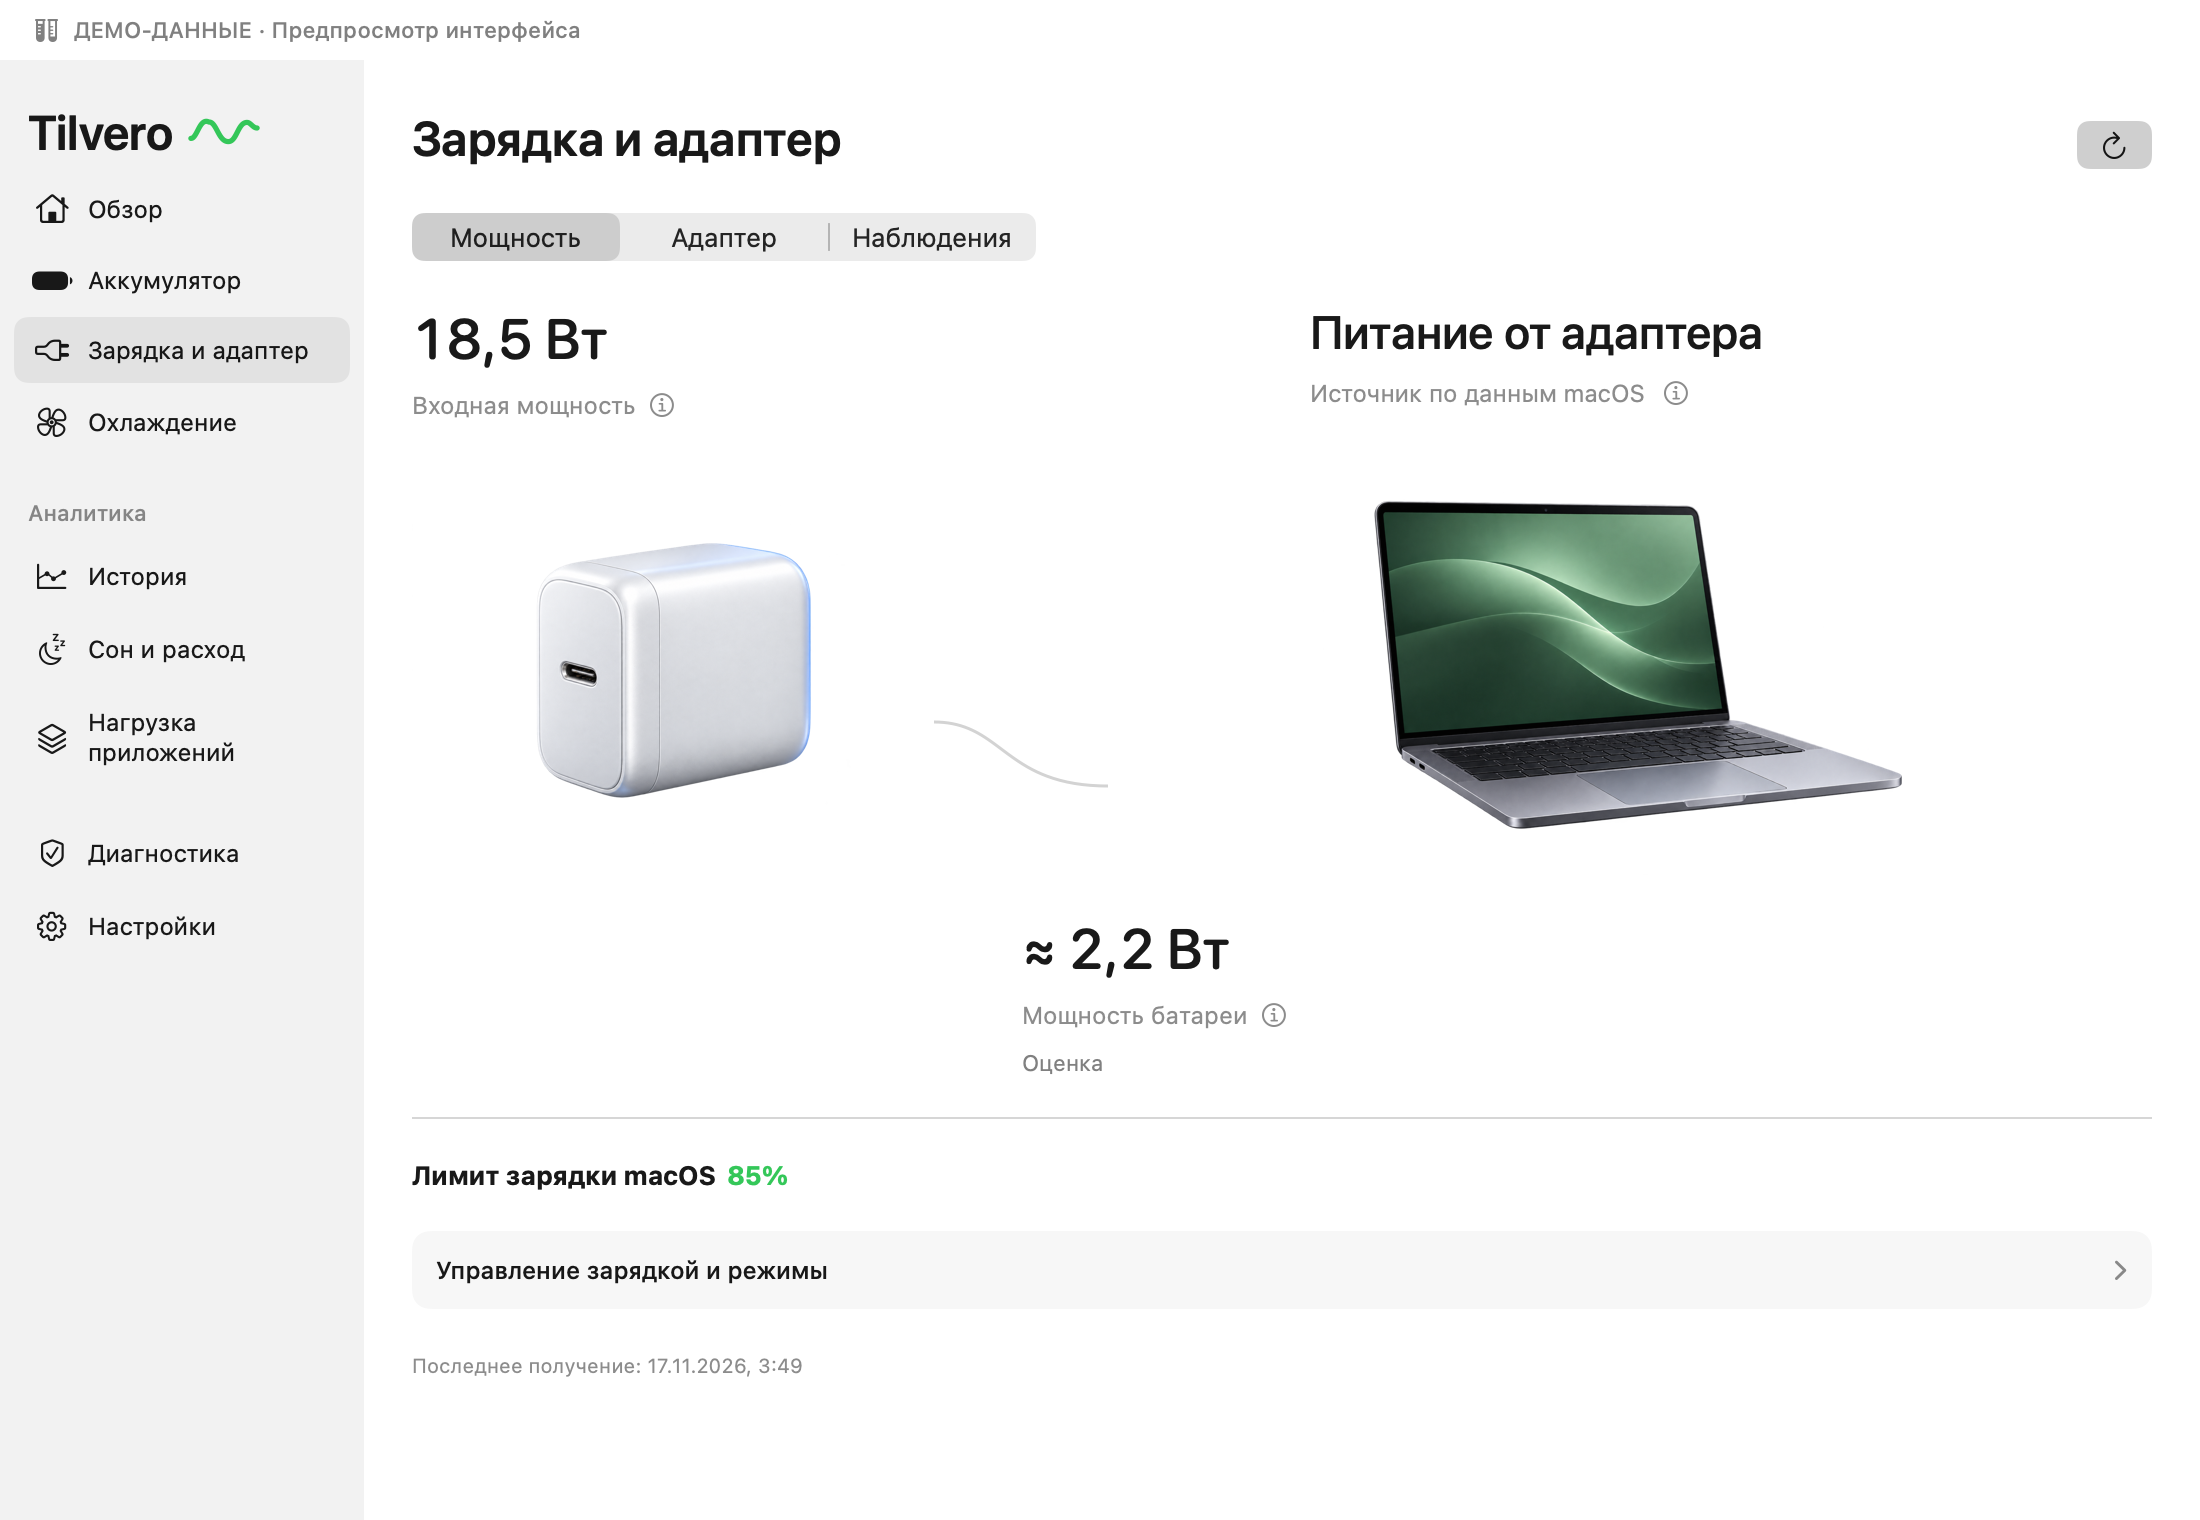 ДЕМО-ДАННЫЕ · Предпросмотр интерфейса
Tilvero
Обзор
Аккумулятор
Зарядка и адаптер
Охлаждение
Аналитика
История
Сон и расход
Нагрузка
приложений
Диагностика
Настройки
Зарядка и адаптер
Мощность
Адаптер
Наблюдения
18,5 Вт
Входная мощность
Питание от адаптера
Источник по данным macOS
≈ 2,2 Вт
Мощность батареи
Оценка
Лимит зарядки macOS 85%
Управление зарядкой и режимы
Последнее получение: 17.11.2026, 3:49